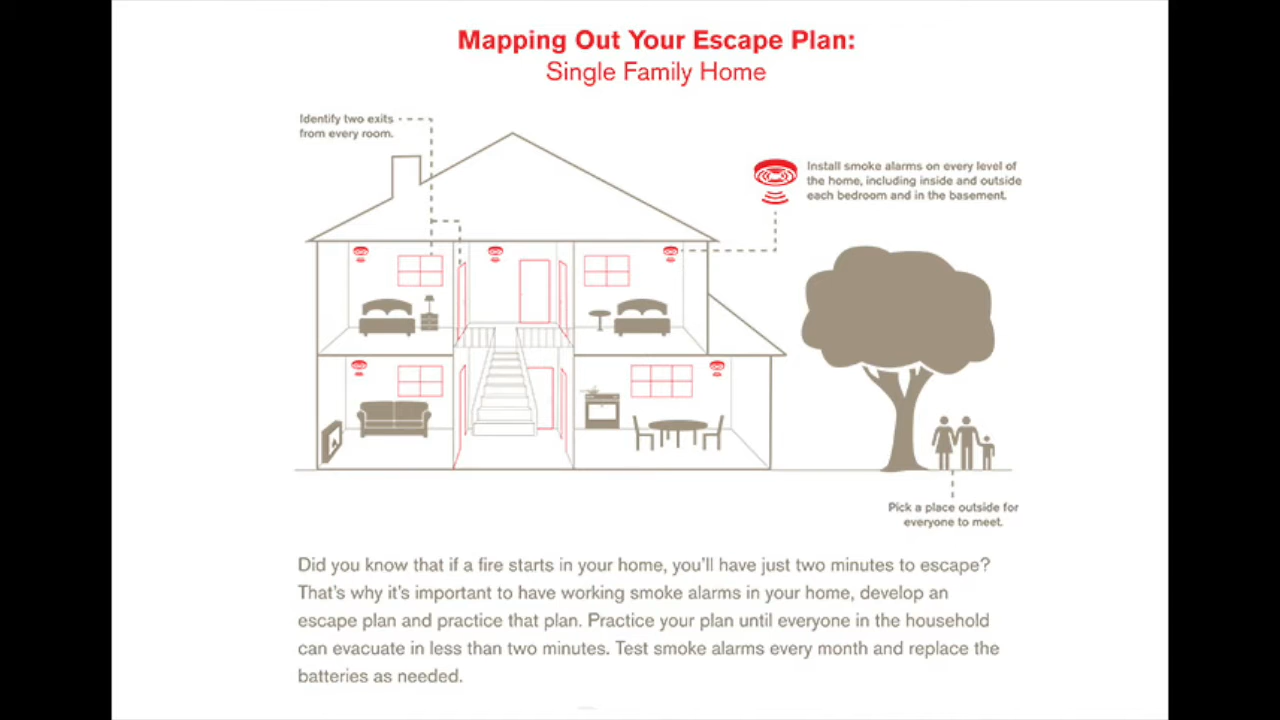 Mapping Out Your Escape Plan:
Single Family Home
Identify two exits
from every room.
Install smoke alarms on every level of
the home, including inside and outside
each bedroom and in the basement.
Pick a place outside for
everyone to meet.
Did you know that if a fire starts in your home, you'll have just two minutes to escape?
That's why it's important to have working smoke alarms in your home, develop an
escape plan and practice that plan. Practice your plan until everyone in the household
can evacuate in less than two minutes. Test smoke alarms every month and replace the
batteries as needed.